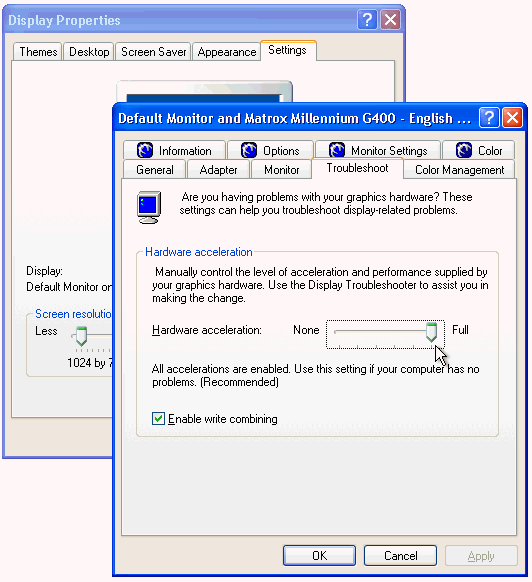 Display Properties
Themes Desktop Screen Saver Appearance Settings
Default Monitor and Matrox Millennium G400 - English ...
Information Options Monitor Settings Color
General Adapter Monitor Troubleshoot Color Management
Are you having problems with your graphics hardware? These
settings can help you troubleshoot display-related problems.
Hardware acceleration
Manually control the level of acceleration and performance supplied by
your graphics hardware. Use the Display Troubleshooter to assist you in
making the change.
Hardware acceleration: None Full
All accelerations are enabled. Use this setting if your computer has no
problems. (Recommended)
Enable write combining
OK Cancel Apply
Display:
Default Monitor on
Screen resolutio
Less
1024 by 7